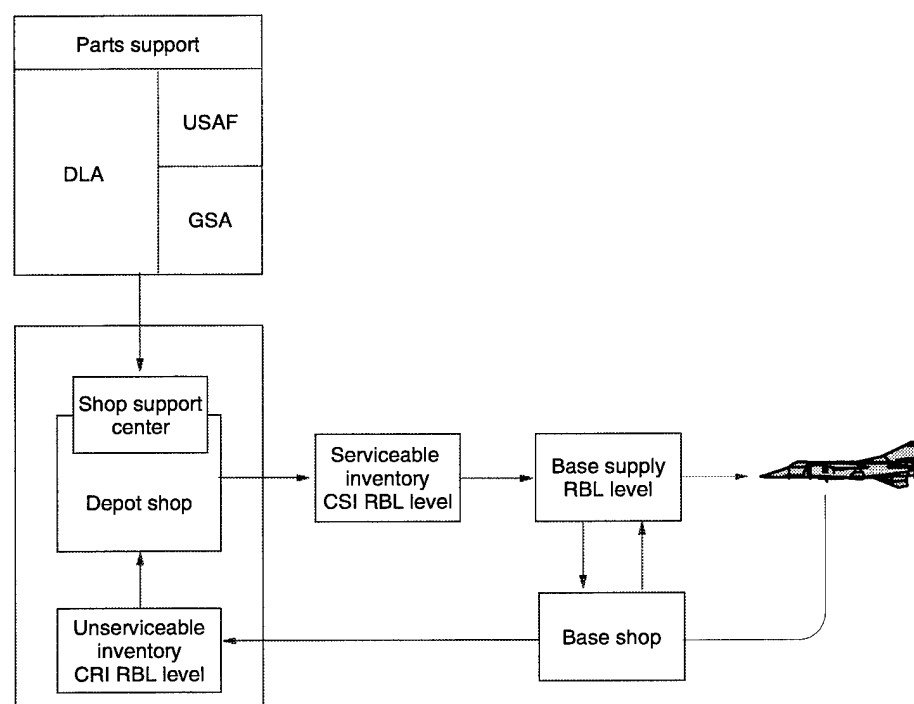 Parts support
DLA
USAF
GSA
Shop support
center
Depot shop
Serviceable
inventory
CSI RBL level
Base supply
RBL level
Unserviceable
inventory
CRI RBL level
Base shop